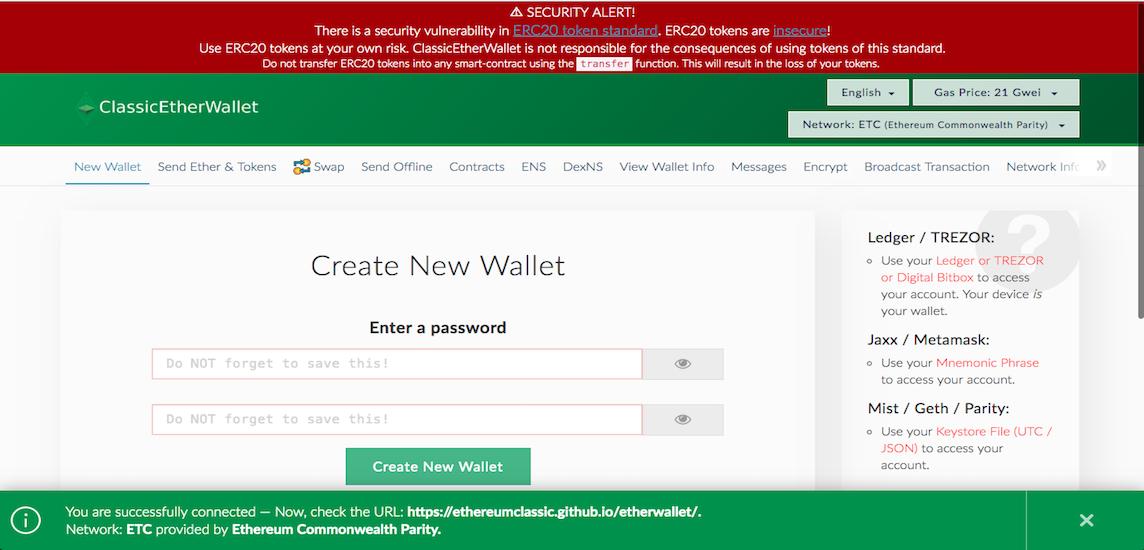 ⚠ SECURITY ALERT!
There is a security vulnerability in ERC20 token standard. ERC20 tokens are insecure!
Use ERC20 tokens at your own risk. ClassicEtherWallet is not responsible for the consequences of using tokens of this standard.
Do not transfer ERC20 tokens into any smart-contract using the transfer function. This will result in the loss of your tokens.
ClassicEtherWallet
English
Gas Price: 21 Gwei
Network: ETC (Ethereum Commonwealth Parity)
New Wallet Send Ether & Tokens Swap Send Offline Contracts ENS DexNS View Wallet Info Messages Encrypt Broadcast Transaction Network Info »
Create New Wallet
Enter a password
Do NOT forget to save this!
Do NOT forget to save this!
Create New Wallet
?
Ledger / TREZOR:
Use your Ledger or TREZOR
or Digital Bitbox to access
your account. Your device is
your wallet.
Jaxx / Metamask:
Use your Mnemonic Phrase
to access your account.
Mist / Geth / Parity:
Use your Keystore File (UTC /
JSON) to access your
account.
You are successfully connected — Now, check the URL: https://ethereumclassic.github.io/etherwallet/.
Network: ETC provided by Ethereum Commonwealth Parity.